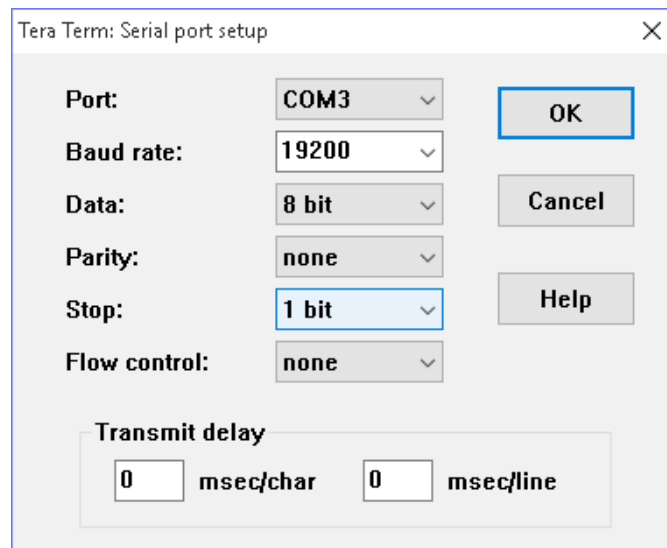 Tera Term: Serial port setup
Port: COM3
OK
Baud rate: 19200
Data: 8 bit
Cancel
Parity: none
Stop: 1 bit
Help
Flow control: none
Transmit delay
0 msec/char 0 msec/line